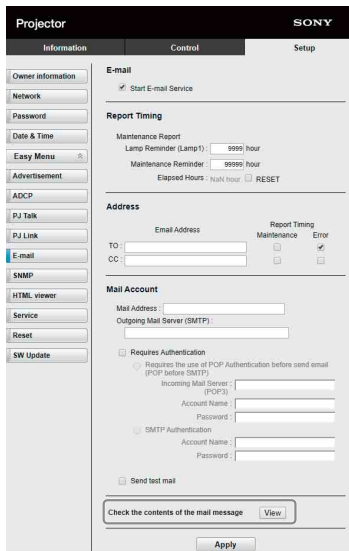 Projector SONY
Information Control Setup
Owner information
Network
Password
Date & Time
Easy Menu
Advertisement
ADCP
PJ Talk
PJ Link
E-mail
SNMP
HTML viewer
Service
Reset
SW Update
E-mail
Start E-mail Service
Report Timing
Maintenance Report
Lamp Reminder (Lamp1) : 9999 hour
Maintenance Reminder : 99999 hour
Elapsed Hours : NaN hour RESET
Address
Email Address
Report Timing
Maintenance Error
TO :
CC :
Mail Account
Mail Address :
Outgoing Mail Server (SMTP) :
Requires Authentication
Requires the use of POP Authentication before send email
(POP before SMTP)
Incoming Mail Server :
(POP3)
Account Name :
Password :
SMTP Authentication
Account Name :
Password :
Send test mail
Check the contents of the mail message View
Apply